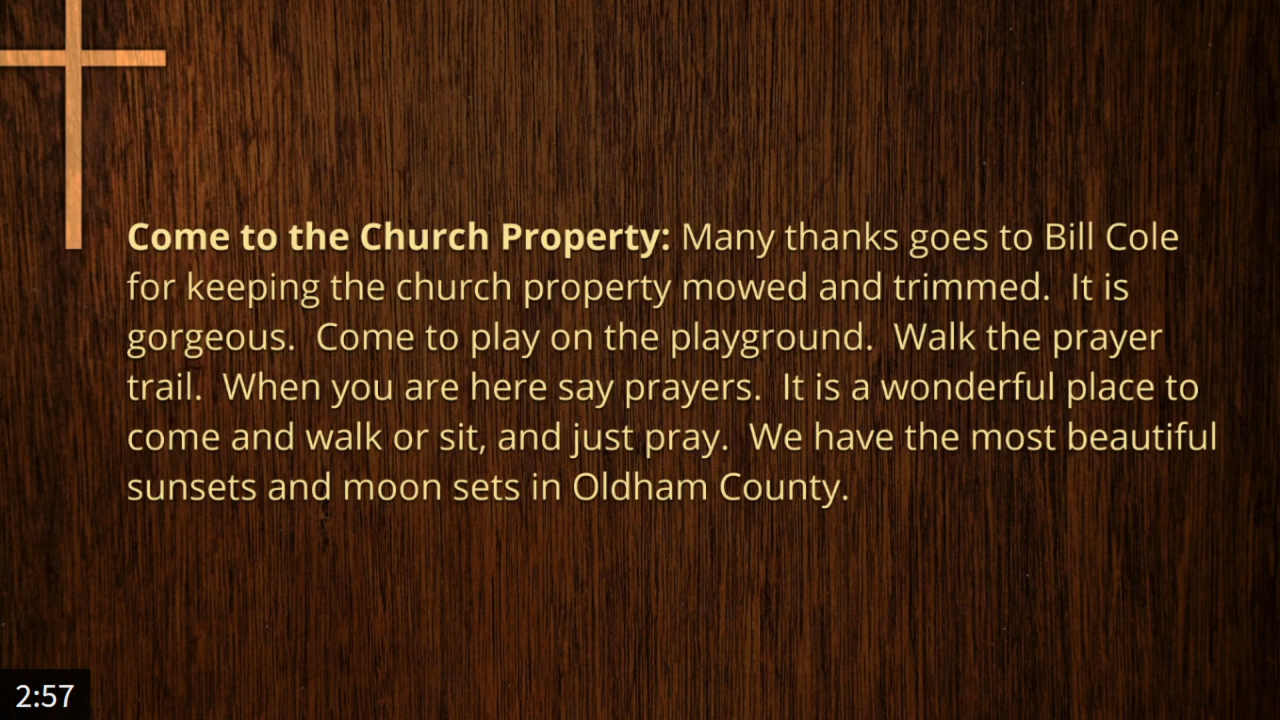 Come to the Church Property: Many thanks goes to Bill Cole
for keeping the church property mowed and trimmed.  It is
gorgeous.  Come to play on the playground.  Walk the prayer
trail.  When you are here say prayers.  It is a wonderful place to
come and walk or sit, and just pray.  We have the most beautiful
sunsets and moon sets in Oldham County.
2:57